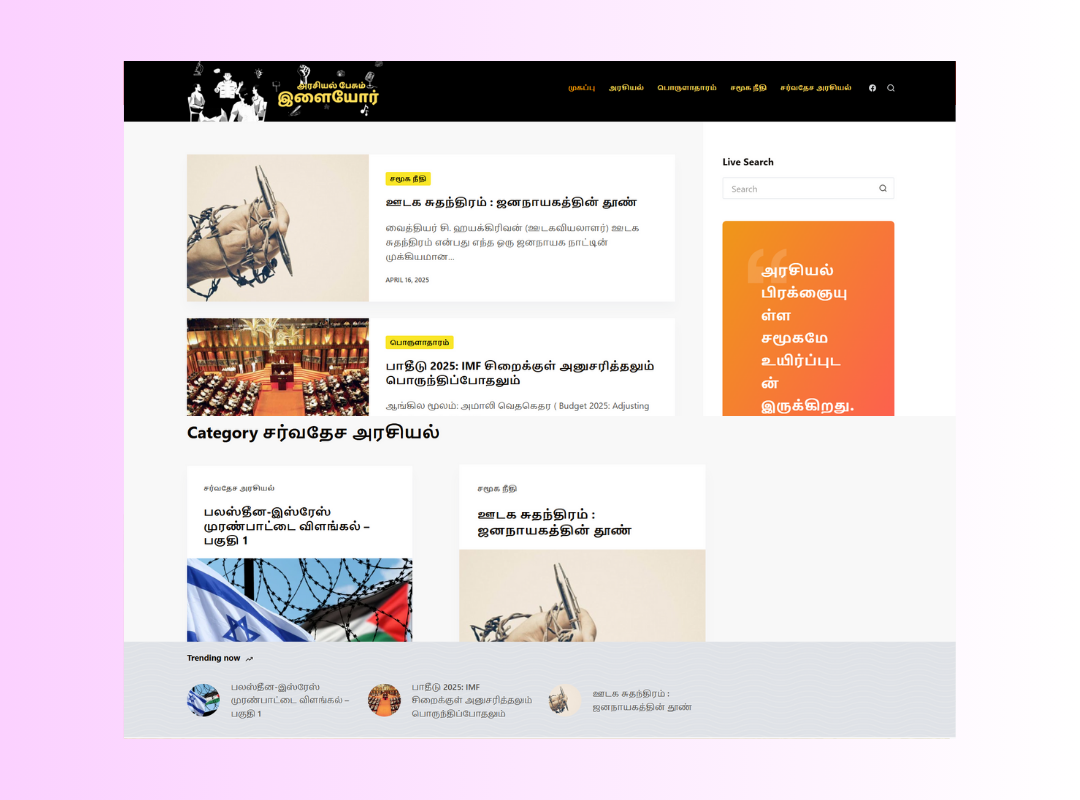 அரசியல் பேசும்
இளையோர்
முகப்பு அரசியல் பொருளாதாரம் சமூக நீதி சர்வதேச அரசியல்
சமூக நீதி
ஊடக சுதந்திரம் : ஜனநாயகத்தின் தூண்
வைத்தியர் சி. ஹயக்கிரிவன் (ஊடகவியலாளர்) ஊடக
சுதந்திரம் என்பது எந்த ஒரு ஜனநாயக நாட்டின்
முக்கியமான...
APRIL 16, 2025
பொருளாதாரம்
பாதீடு 2025: IMF சிறைக்குள் அனுசரித்தலும்
பொருந்திப்போதலும்
ஆங்கில மூலம்: அமாலி வெதகெதர ( Budget 2025: Adjusting
Live Search
Search
அரசியல்
பிரக்ஞையு
ள்ள
சமூகமே
உயிர்ப்புட
ன்
இருக்கிறது.
Category சர்வதேச அரசியல்
சர்வதேச அரசியல்
பலஸ்தீன-இஸ்ரேஸ்
முரண்பாட்டை விளங்கல் –
பகுதி 1
சமூக நீதி
ஊடக சுதந்திரம் :
ஜனநாயகத்தின் தூண்
Trending now
பலஸ்தீன-இஸ்ரேஸ்
முரண்பாட்டை விளங்கல் –
பகுதி 1
பாதீடு 2025: IMF
சிறைக்குள் அனுசரித்தலும்
பொருந்திப்போதலும்
ஊடக சுதந்திரம் :
ஜனநாயகத்தின் தூண்